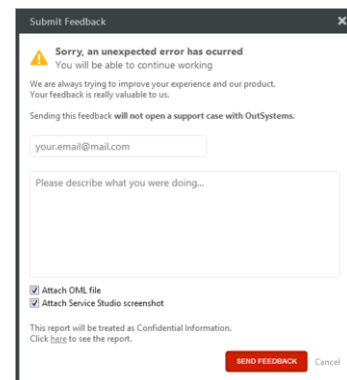 Submit Feedback
Sorry, an unexpected error has ocurred
You will be able to continue working
We are always trying to improve your experience and our product.
Your feedback is really valuable to us.
Sending this feedback will not open a support case with OutSystems.
your.email@mail.com
Please describe what you were doing...
Attach OML file
Attach Service Studio screenshot
This report will be treated as Confidential Information.
Click here to see the report.
SEND FEEDBACK Cancel